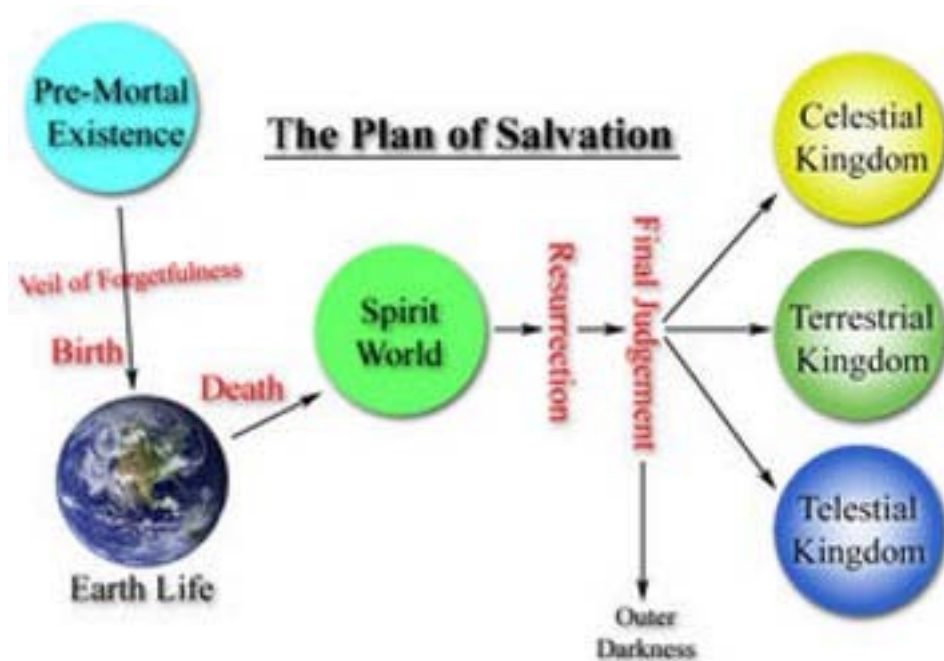 Pre-Mortal
Existence
The Plan of Salvation
Celestial
Kingdom
Veil of Forgetfulness
Birth
Death
Spirit
World
Resurrection
Final Judgement
Terrestrial
Kingdom
Earth Life
Telestial
Kingdom
Outer
Darkness